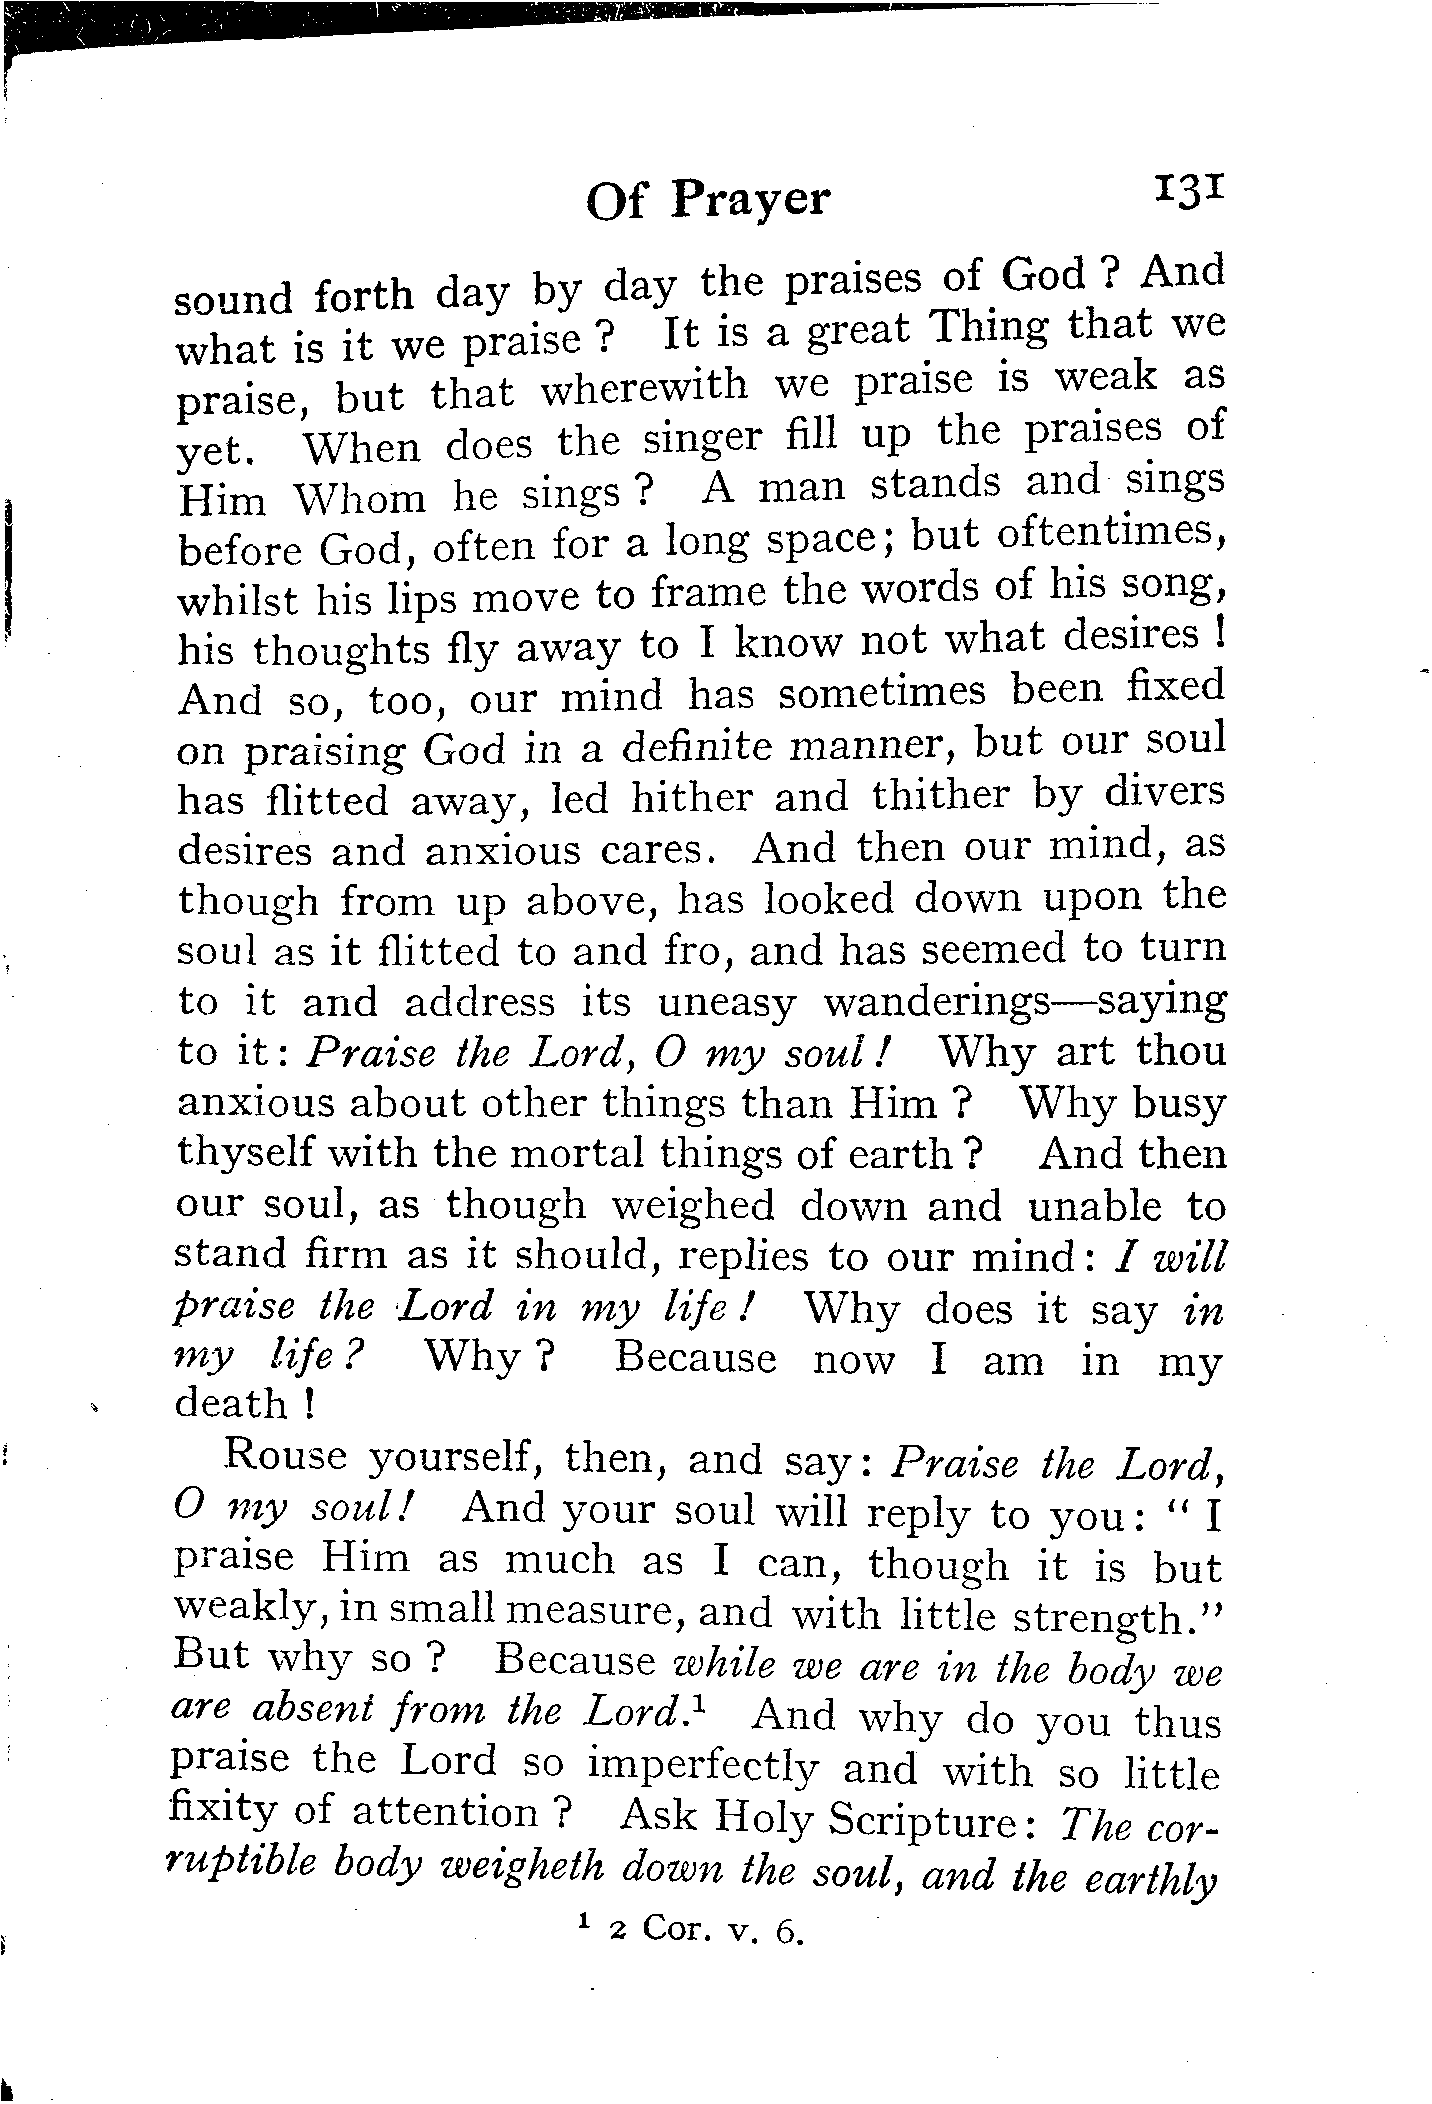 Of Prayer 131
sound forth day by day the praises of God ? And
what is it we praise ? It is a great Thing that we
praise, but that wherewith we praise is weak as
yet. When does the singer fill up the praises of
Him Whom he sings ? A man stands and sings
before God, often for a long space; but oftentimes,
whilst his lips move to frame the words of his song,
his thoughts fly away to I know not what desires !
And so, too, our mind has sometimes been fixed
on praising God in a definite manner, but our soul
has flitted away, led hither and thither by divers
desires and anxious cares. And then our mind, as
though from up above, has looked down upon the
soul as it flitted to and fro, and has seemed to turn
to it and address its uneasy wanderings—saying
to it: Praise the Lord, O my soul ! Why art thou
anxious about other things than Him ? Why busy
thyself with the mortal things of earth ? And then
our soul, as though weighed down and unable to
stand firm as it should, replies to our mind: I will
praise the Lord in my life ! Why does it say in
my life ? Why ? Because now I am in my
death !
Rouse yourself, then, and say: Praise the Lord,
O my soul! And your soul will reply to you: “ I
praise Him as much as I can, though it is but
weakly, in small measure, and with little strength.”
But why so ? Because while we are in the body we
are absent from the Lord.¹ And why do you thus
praise the Lord so imperfectly and with so little
fixity of attention ? Ask Holy Scripture: The cor-
ruptible body weigheth down the soul, and the earthly
¹ 2 Cor. v. 6.